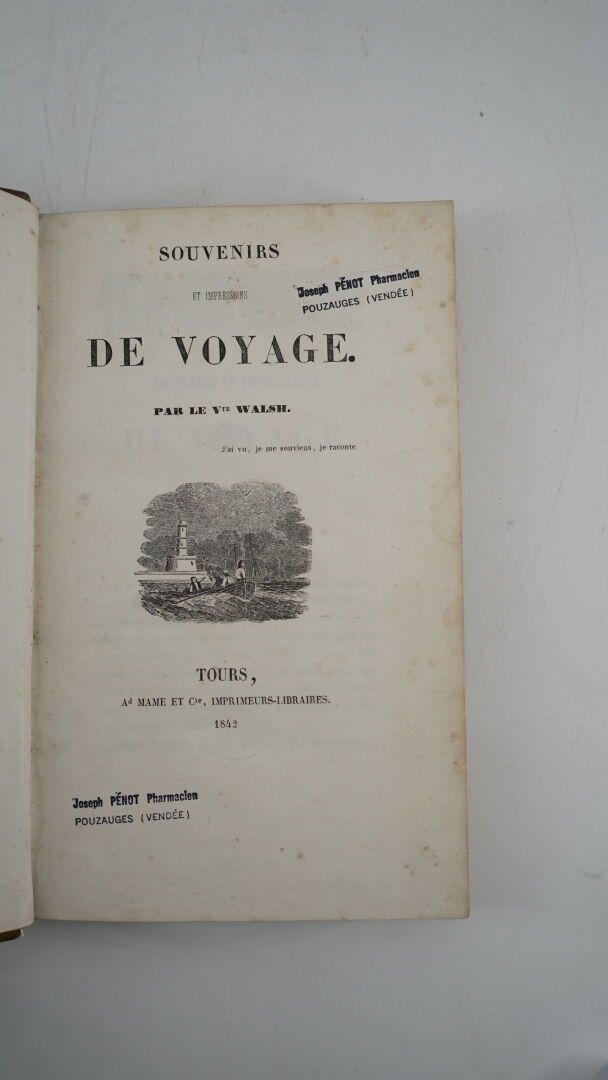 SOUVENIRS
ET IMPRESSIONS
Joseph PÉNOT Pharmacien
POUZAUGES (VENDÉE)
DE VOYAGE.
PAR LE Vᵀᴱ WALSH.
J'ai vu, je me souviens, je raconte.
TOURS,
Aᵈ MAME ET Cⁱᵉ, IMPRIMEURS-LIBRAIRES.
1842
Joseph PÉNOT Pharmacien
POUZAUGES (VENDÉE)